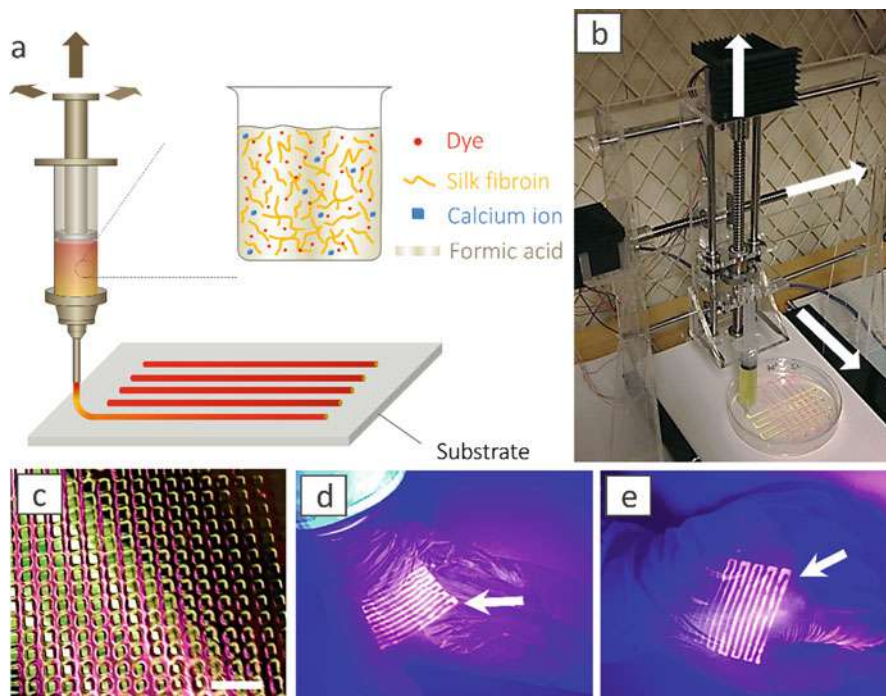 a
b
Dye
Silk fibroin
Calcium ion
Formic acid
Substrate
c
d
e